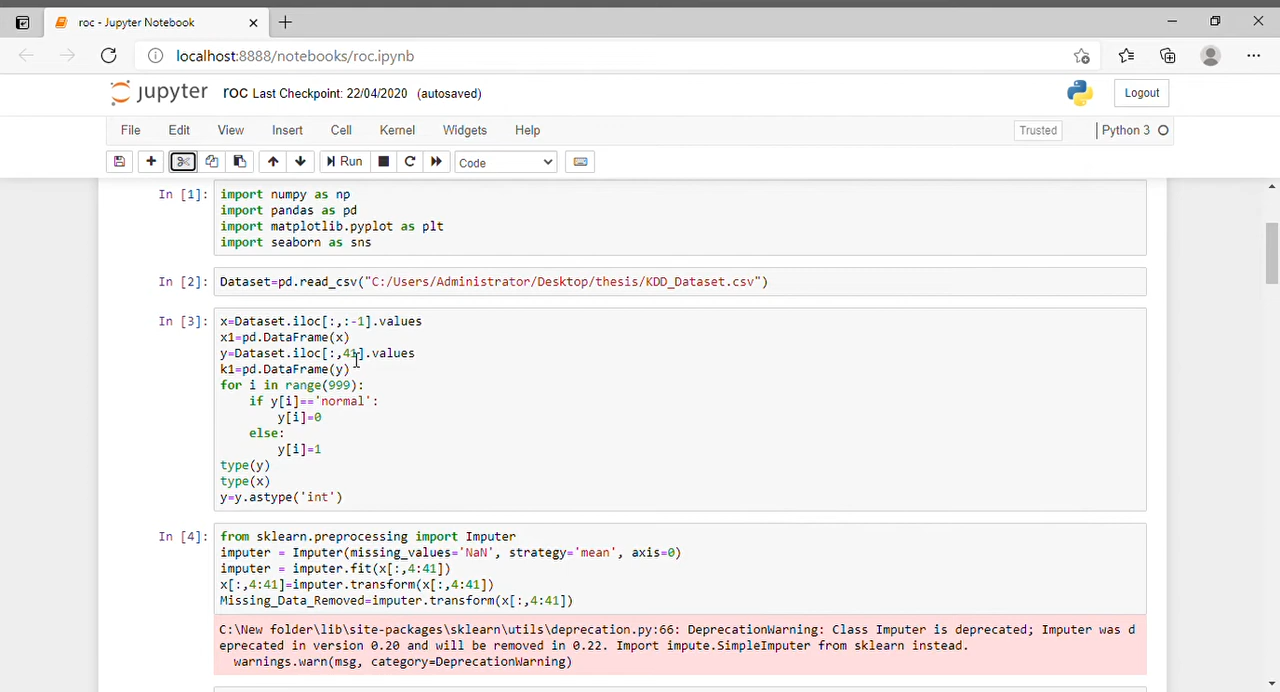 roc - Jupyter Notebook
localhost:8888/notebooks/roc.ipynb
jupyter roc Last Checkpoint: 22/04/2020 (autosaved)
Logout
File Edit View Insert Cell Kernel Widgets Help
Trusted
Python 3
Run
Code
In [1]: import numpy as np
import pandas as pd
import matplotlib.pyplot as plt
import seaborn as sns
In [2]: Dataset=pd.read_csv("C:/Users/Administrator/Desktop/thesis/KDD_Dataset.csv")
In [3]: x=Dataset.iloc[:,:-1].values
x1=pd.DataFrame(x)
y=Dataset.iloc[:,41].values
k1=pd.DataFrame(y)
for i in range(999):
    if y[i]=='normal':
        y[i]=0
    else:
        y[i]=1
type(y)
type(x)
y=y.astype('int')
In [4]: from sklearn.preprocessing import Imputer
imputer = Imputer(missing_values='NaN', strategy='mean', axis=0)
imputer = imputer.fit(x[:,4:41])
x[:,4:41]=imputer.transform(x[:,4:41])
Missing_Data_Removed=imputer.transform(x[:,4:41])
C:\New folder\lib\site-packages\sklearn\utils\deprecation.py:66: DeprecationWarning: Class Imputer is deprecated; Imputer was d
eprecated in version 0.20 and will be removed in 0.22. Import impute.SimpleImputer from sklearn instead.
  warnings.warn(msg, category=DeprecationWarning)